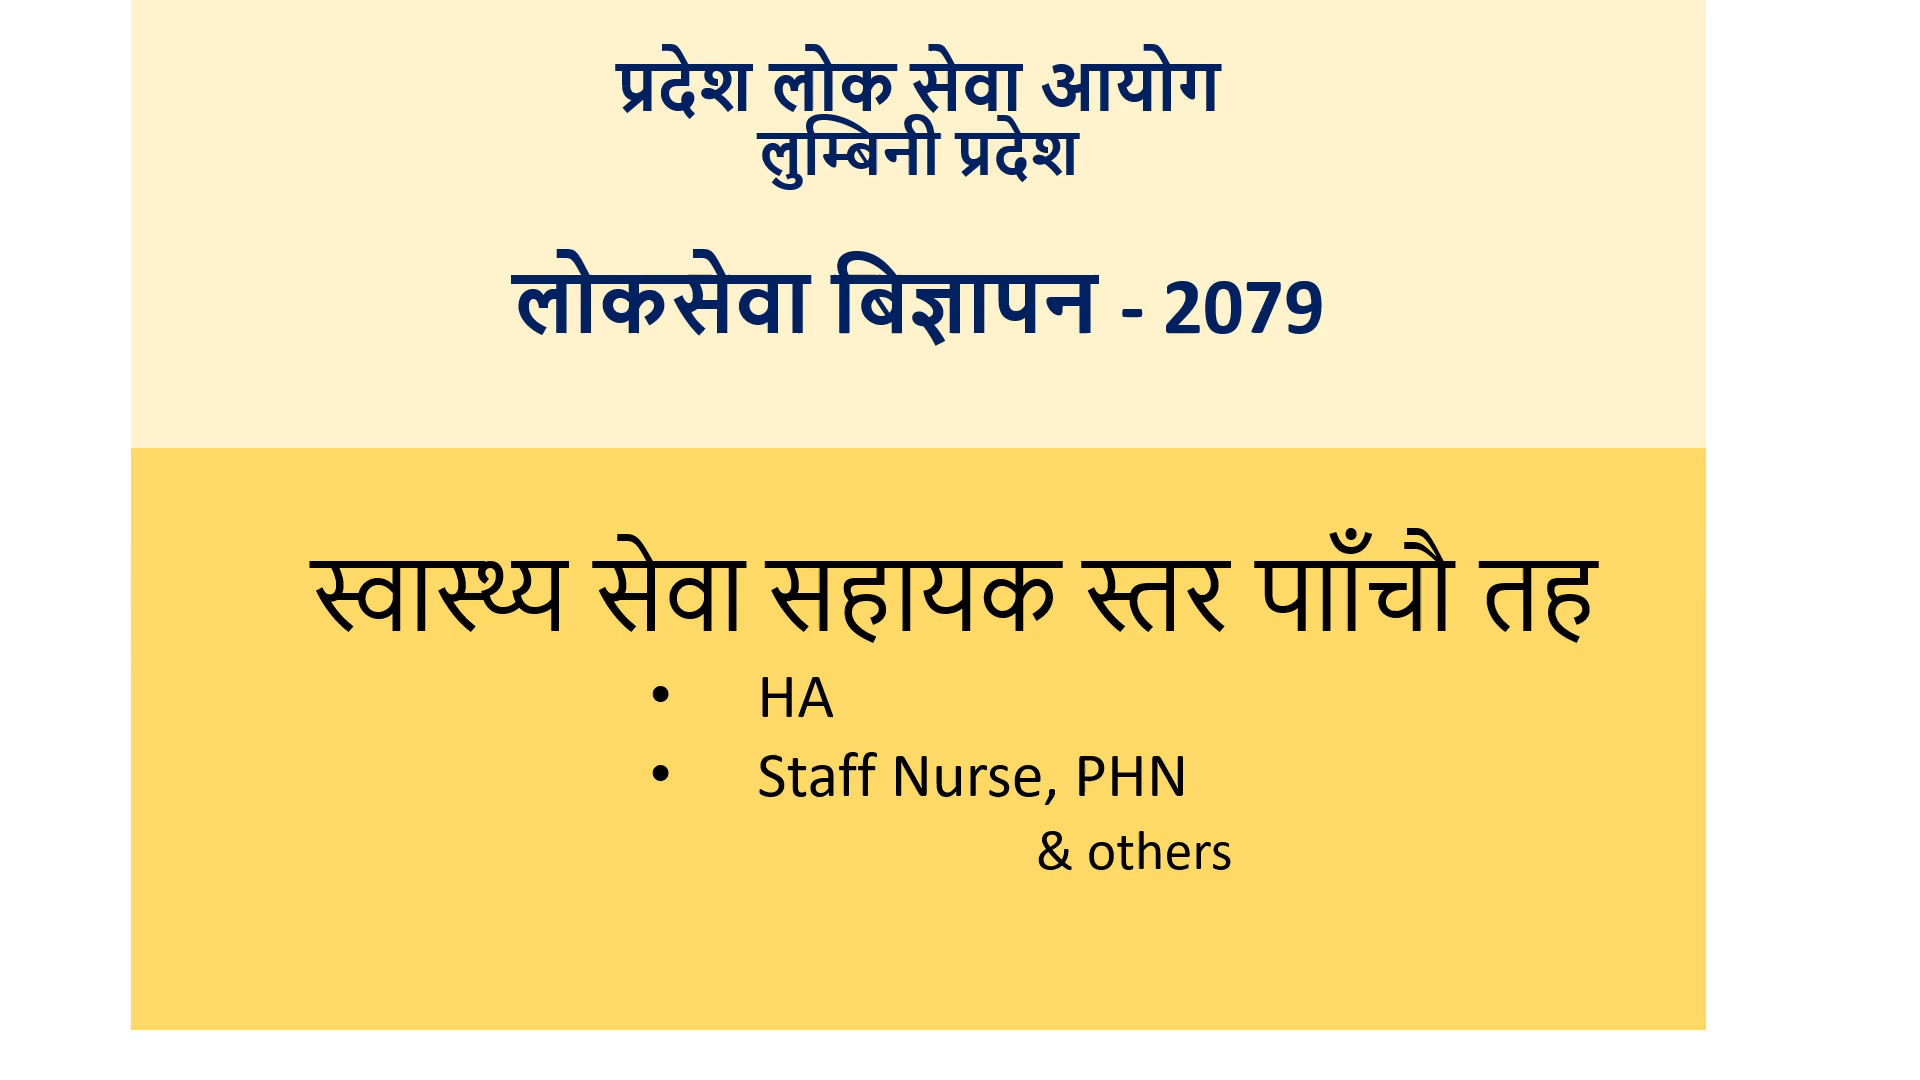 प्रदेश लोक सेवा आयोग
लुम्बिनी प्रदेश
लोकसेवा बिज्ञापन - 2079
स्वास्थ्य सेवा सहायक स्तर पााँचौ तह
• HA
• Staff Nurse, PHN
& others